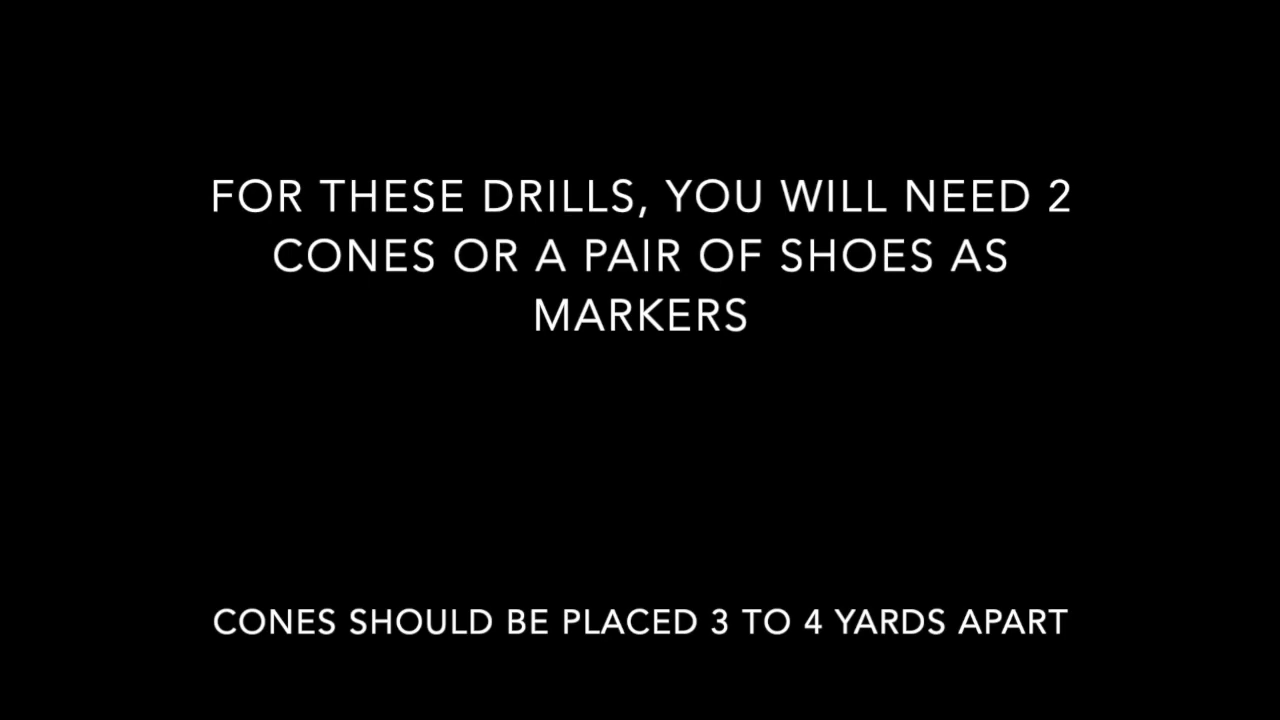 FOR THESE DRILLS, YOU WILL NEED 2
CONES OR A PAIR OF SHOES AS
MARKERS
CONES SHOULD BE PLACED 3 TO 4 YARDS APART